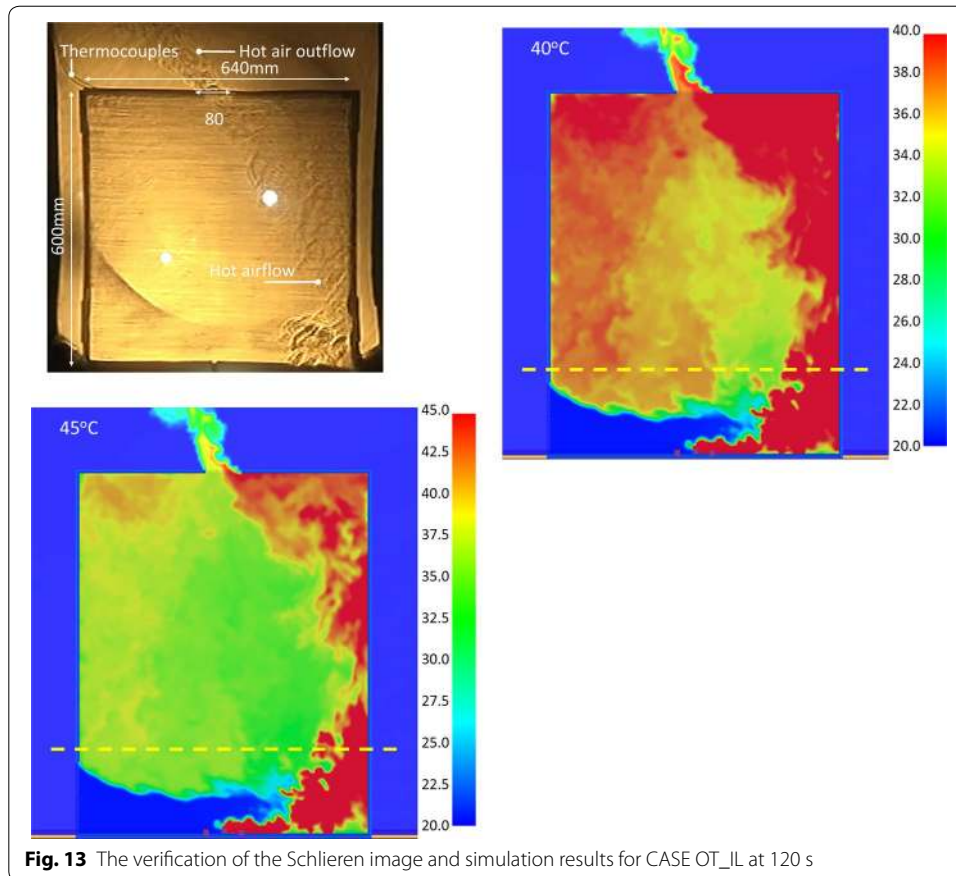 Thermocouples
Hot air outflow
640mm
80
600mm
Hot airflow
40°C
40.0
38.0
36.0
34.0
32.0
30.0
28.0
26.0
24.0
22.0
20.0
45°C
45.0
42.5
40.0
37.5
35.0
32.5
30.0
27.5
25.0
22.5
20.0
Fig. 13 The verification of the Schlieren image and simulation results for CASE OT_IL at 120 s